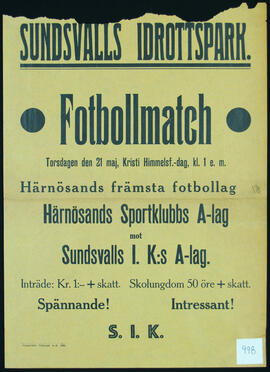 SUNDSVALLS IDROTTSPARK.
Fotbollmatch
Torsdagen den 21 maj, Kristi Himmelsf.-dag, kl. 1 e. m.
Härnösands främsta fotbollag
Härnösands Sportklubbs A-lag
mot
Sundsvalls I. K:s A-lag.
Inträde: Kr. 1:– + skatt. Skolungdom 50 öre + skatt.
Spännande! Intressant!
S. I. K.
998